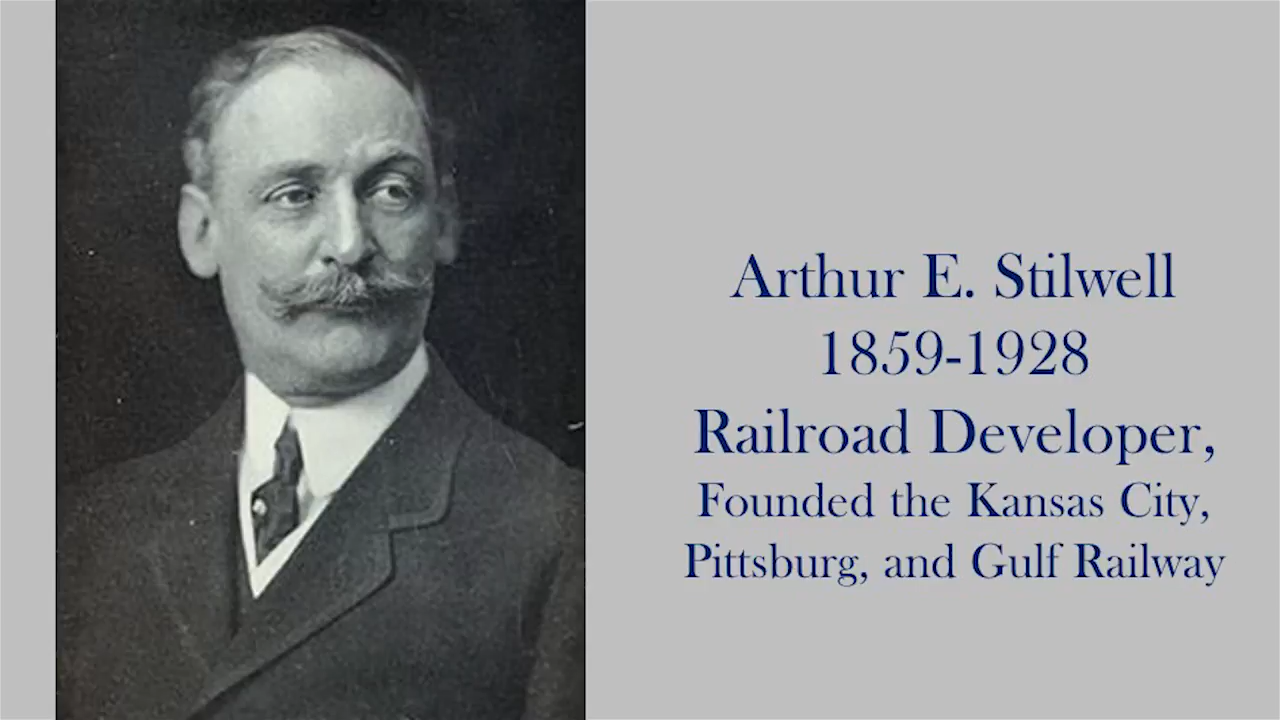 Arthur E. Stilwell
1859-1928
Railroad Developer,
Founded the Kansas City,
Pittsburg, and Gulf Railway